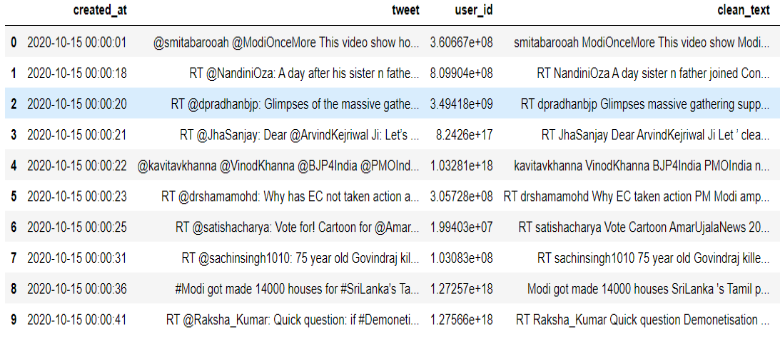 created_at tweet user_id clean_text
0 2020-10-15 00:00:01 @smitabarooah @ModiOnceMore This video show ho... 3.60667e+08 smitabarooah ModiOnceMore This video show Modi...
1 2020-10-15 00:00:18 RT @NandiniOza: A day after his sister n fathe... 8.09904e+08 RT NandiniOza A day sister n father joined Con...
2 2020-10-15 00:00:20 RT @dpradhanbjp: Glimpses of the massive gathe... 3.49418e+09 RT dpradhanbjp Glimpses massive gathering supp...
3 2020-10-15 00:00:21 RT @JhaSanjay: Dear @ArvindKejriwal Ji: Let's ... 8.2426e+17 RT JhaSanjay Dear ArvindKejriwal Ji Let ' clea...
4 2020-10-15 00:00:22 @kavitavkhanna @VinodKhanna @BJP4India @PMOInd... 1.03281e+18 kavitavkhanna VinodKhanna BJP4India PMOIndia n...
5 2020-10-15 00:00:23 RT @drshamamohd: Why has EC not taken action a... 3.05728e+08 RT drshamamohd Why EC taken action PM Modi amp...
6 2020-10-15 00:00:25 RT @satishacharya: Vote for! Cartoon for @Amar... 1.99403e+07 RT satishacharya Vote Cartoon AmarUjalaNews 20...
7 2020-10-15 00:00:31 RT @sachinsingh1010: 75 year old Govindraj kill... 1.03083e+08 RT sachinsingh1010 75 year old Govindraj kille...
8 2020-10-15 00:00:36 #Modi got made 14000 houses for #SriLanka's Ta... 1.27257e+18 Modi got made 14000 houses SriLanka 's Tamil p...
9 2020-10-15 00:00:41 RT @Raksha_Kumar: Quick question: if #Demoneti... 1.27566e+18 RT Raksha_Kumar Quick question Demonetisation ...